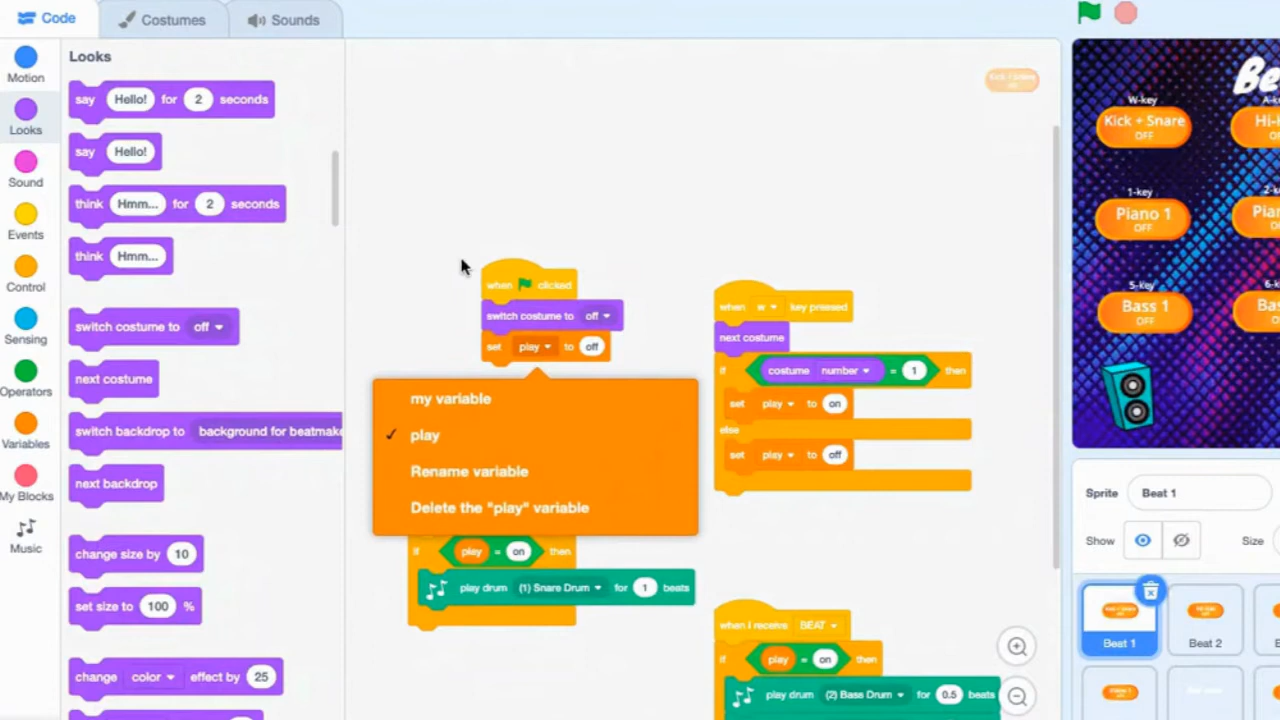 Code
Costumes
Sounds
Motion
Looks
Sound
Events
Control
Sensing
Operators
Variables
My Blocks
Music
Looks
say Hello! for 2 seconds
say Hello!
think Hmm... for 2 seconds
think Hmm...
switch costume to off
next costume
switch backdrop to background for beatmak
next backdrop
change size by 10
set size to 100 %
change color effect by 25
when clicked
switch costume to off
set play to off
my variable
✓ play
Rename variable
Delete the "play" variable
if play = on then
play drum (1) Snare Drum for 1 beats
when w key pressed
next costume
if costume number = 1 then
set play to on
else
set play to off
when I receive BEAT
if play = on then
play drum (2) Bass Drum for 0.5 beats
Be
W-key
Kick + Snare
OFF
Hi-
1-key
Piano 1
OFF
2-k
Pian
5-key
Bass 1
OFF
6-k
Bas
Sprite Beat 1
Show
Size
Beat 1
Beat 2